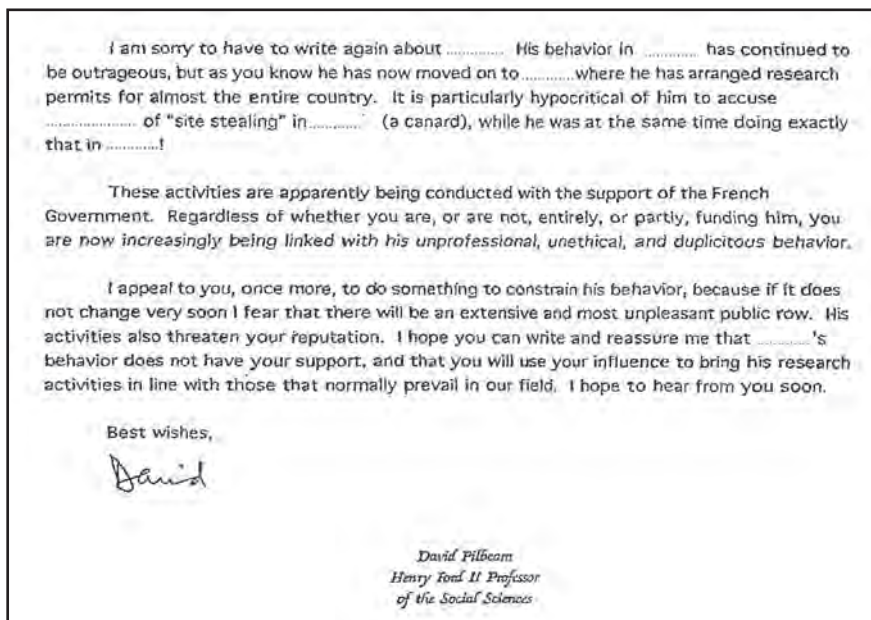 I am sorry to have to write again about ............ His behavior in ............ has continued to
be outrageous, but as you know he has now moved on to ............ where he has arranged research
permits for almost the entire country. It is particularly hypocritical of him to accuse
.................... of "site stealing" in ............ (a canard), while he was at the same time doing exactly
that in ............!
These activities are apparently being conducted with the support of the French
Government. Regardless of whether you are, or are not, entirely, or partly, funding him, you
are now increasingly being linked with his unprofessional, unethical, and duplicitous behavior.
I appeal to you, once more, to do something to constrain his behavior, because if it does
not change very soon I fear that there will be an extensive and most unpleasant public row. His
activities also threaten your reputation. I hope you can write and reassure me that ............'s
behavior does not have your support, and that you will use your influence to bring his research
activities in line with those that normally prevail in our field. I hope to hear from you soon.
Best wishes,
David
David Pilbeam
Henry Ford II Professor
of the Social Sciences